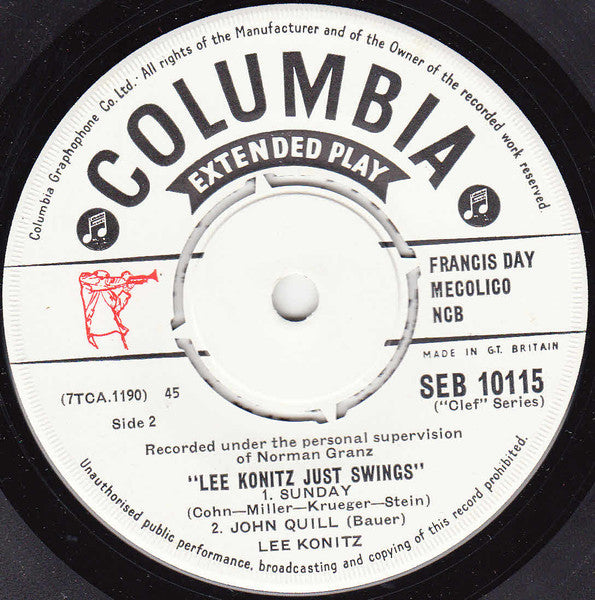 Columbia Graphophone Co. Ltd.· All rights of the Manufacturer and of the Owner of the recorded work reserved.
COLUMBIA
EXTENDED PLAY
FRANCIS DAY
MECOLICO
NCB
MADE IN GT. BRITAIN
(7TCA.1190) 45
SEB 10115
("Clef" Series)
Side 2
Recorded under the personal supervision
of Norman Granz
"LEE KONITZ JUST SWINGS"
1. SUNDAY
(Cohn—Miller—Krueger—Stein)
2. JOHN QUILL (Bauer)
LEE KONITZ
Unauthorised public performance, broadcasting and copying of this record prohibited.